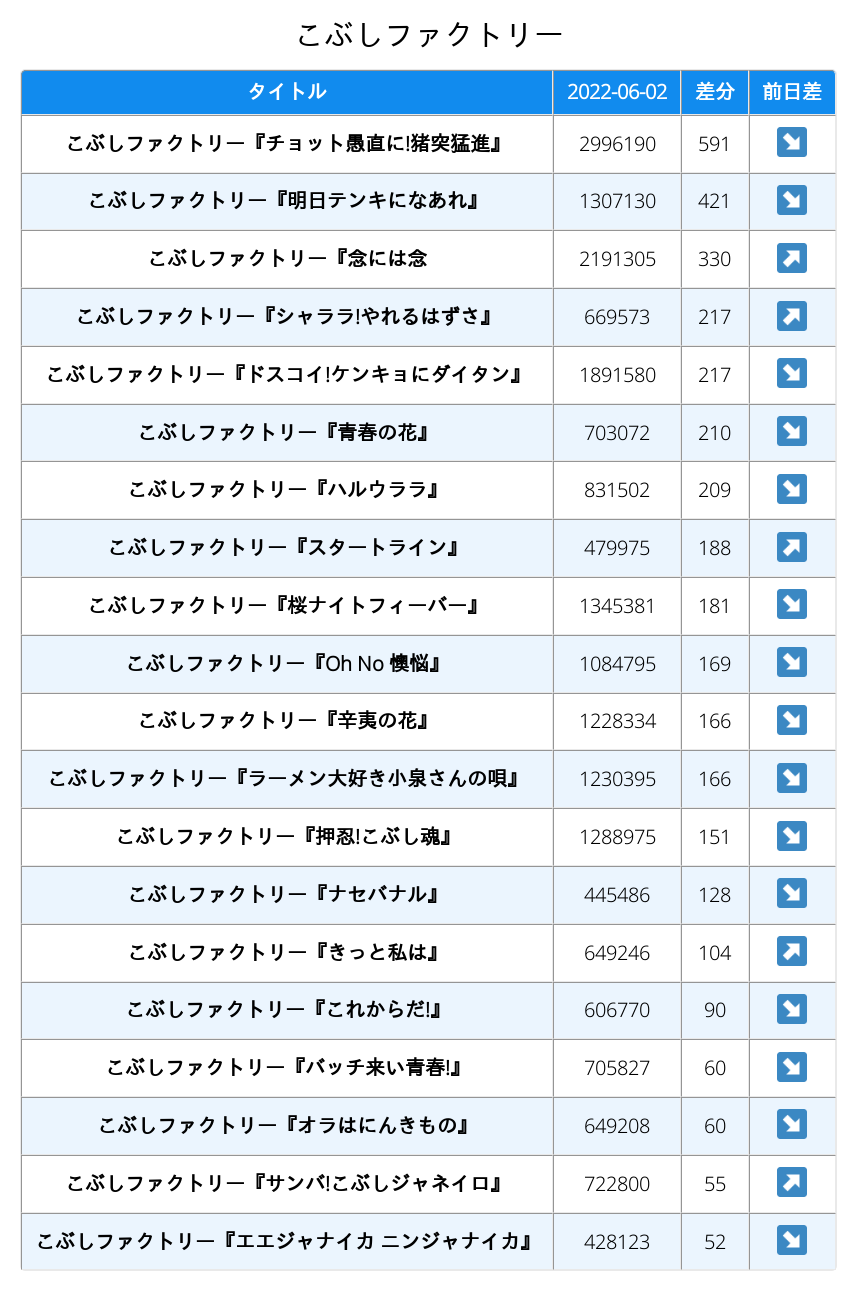 こぶしファクトリー
タイトル 2022-06-02 差分 前日差
こぶしファクトリー『チョット愚直に!猪突猛進』 2996190 591 ↘
こぶしファクトリー『明日テンキになあれ』 1307130 421 ↘
こぶしファクトリー『念には念 2191305 330 ↗
こぶしファクトリー『シャララ!やれるはずさ』 669573 217 ↗
こぶしファクトリー『ドスコイ!ケンキョにダイタン』 1891580 217 ↘
こぶしファクトリー『青春の花』 703072 210 ↘
こぶしファクトリー『ハルウララ』 831502 209 ↘
こぶしファクトリー『スタートライン』 479975 188 ↗
こぶしファクトリー『桜ナイトフィーバー』 1345381 181 ↘
こぶしファクトリー『Oh No 懊悩』 1084795 169 ↘
こぶしファクトリー『辛夷の花』 1228334 166 ↘
こぶしファクトリー『ラーメン大好き小泉さんの唄』 1230395 166 ↘
こぶしファクトリー『押忍!こぶし魂』 1288975 151 ↘
こぶしファクトリー『ナセバナル』 445486 128 ↘
こぶしファクトリー『きっと私は』 649246 104 ↗
こぶしファクトリー『これからだ!』 606770 90 ↘
こぶしファクトリー『バッチ来い青春!』 705827 60 ↘
こぶしファクトリー『オラはにんきもの』 649208 60 ↘
こぶしファクトリー『サンバ!こぶしジャネイロ』 722800 55 ↗
こぶしファクトリー『エエジャナイカ ニンジャナイカ』 428123 52 ↘